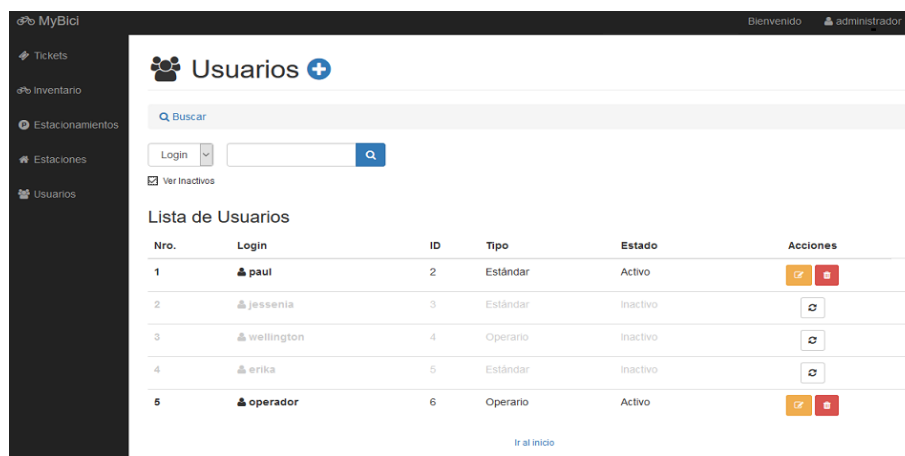 MyBici
Bienvenido administrador
Tickets
Inventario
Estacionamientos
Estaciones
Usuarios
Usuarios
Buscar
Login
Ver Inactivos
Lista de Usuarios
Nro. Login ID Tipo Estado Acciones
1 paul 2 Estándar Activo
2 jessenia 3 Estándar Inactivo
3 wellington 4 Operario Inactivo
4 erika 5 Estándar Inactivo
5 operador 6 Operario Activo
Ir al inicio